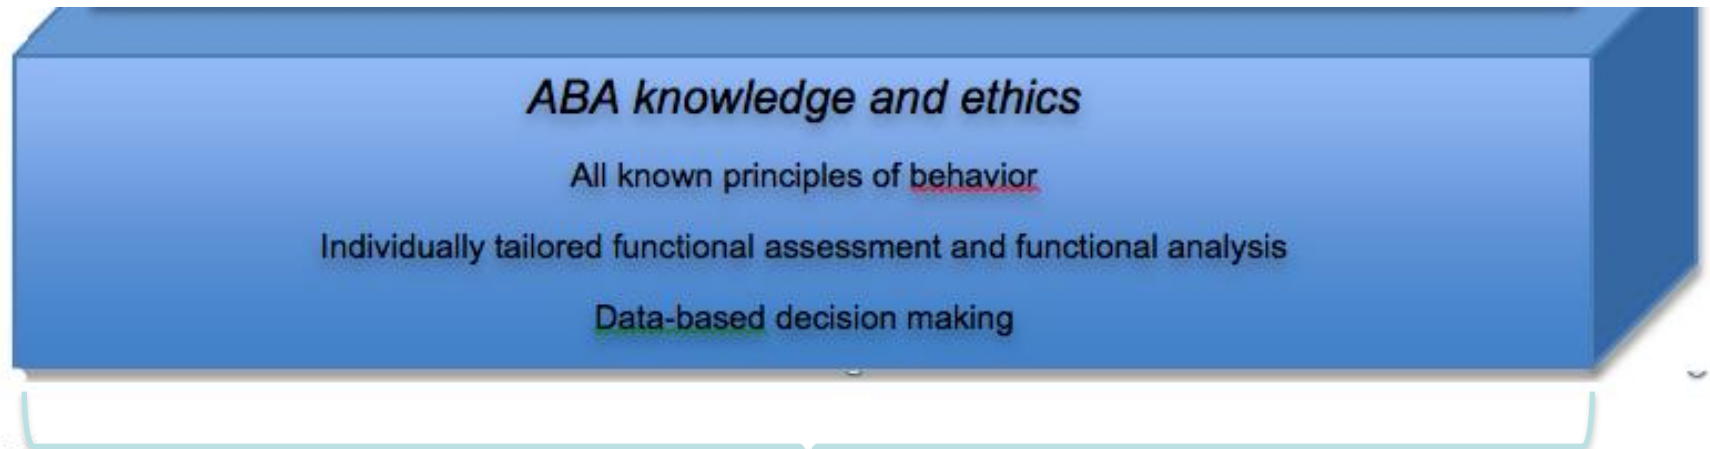 ABA knowledge and ethics
All known principles of behavior
Individually tailored functional assessment and functional analysis
Data-based decision making